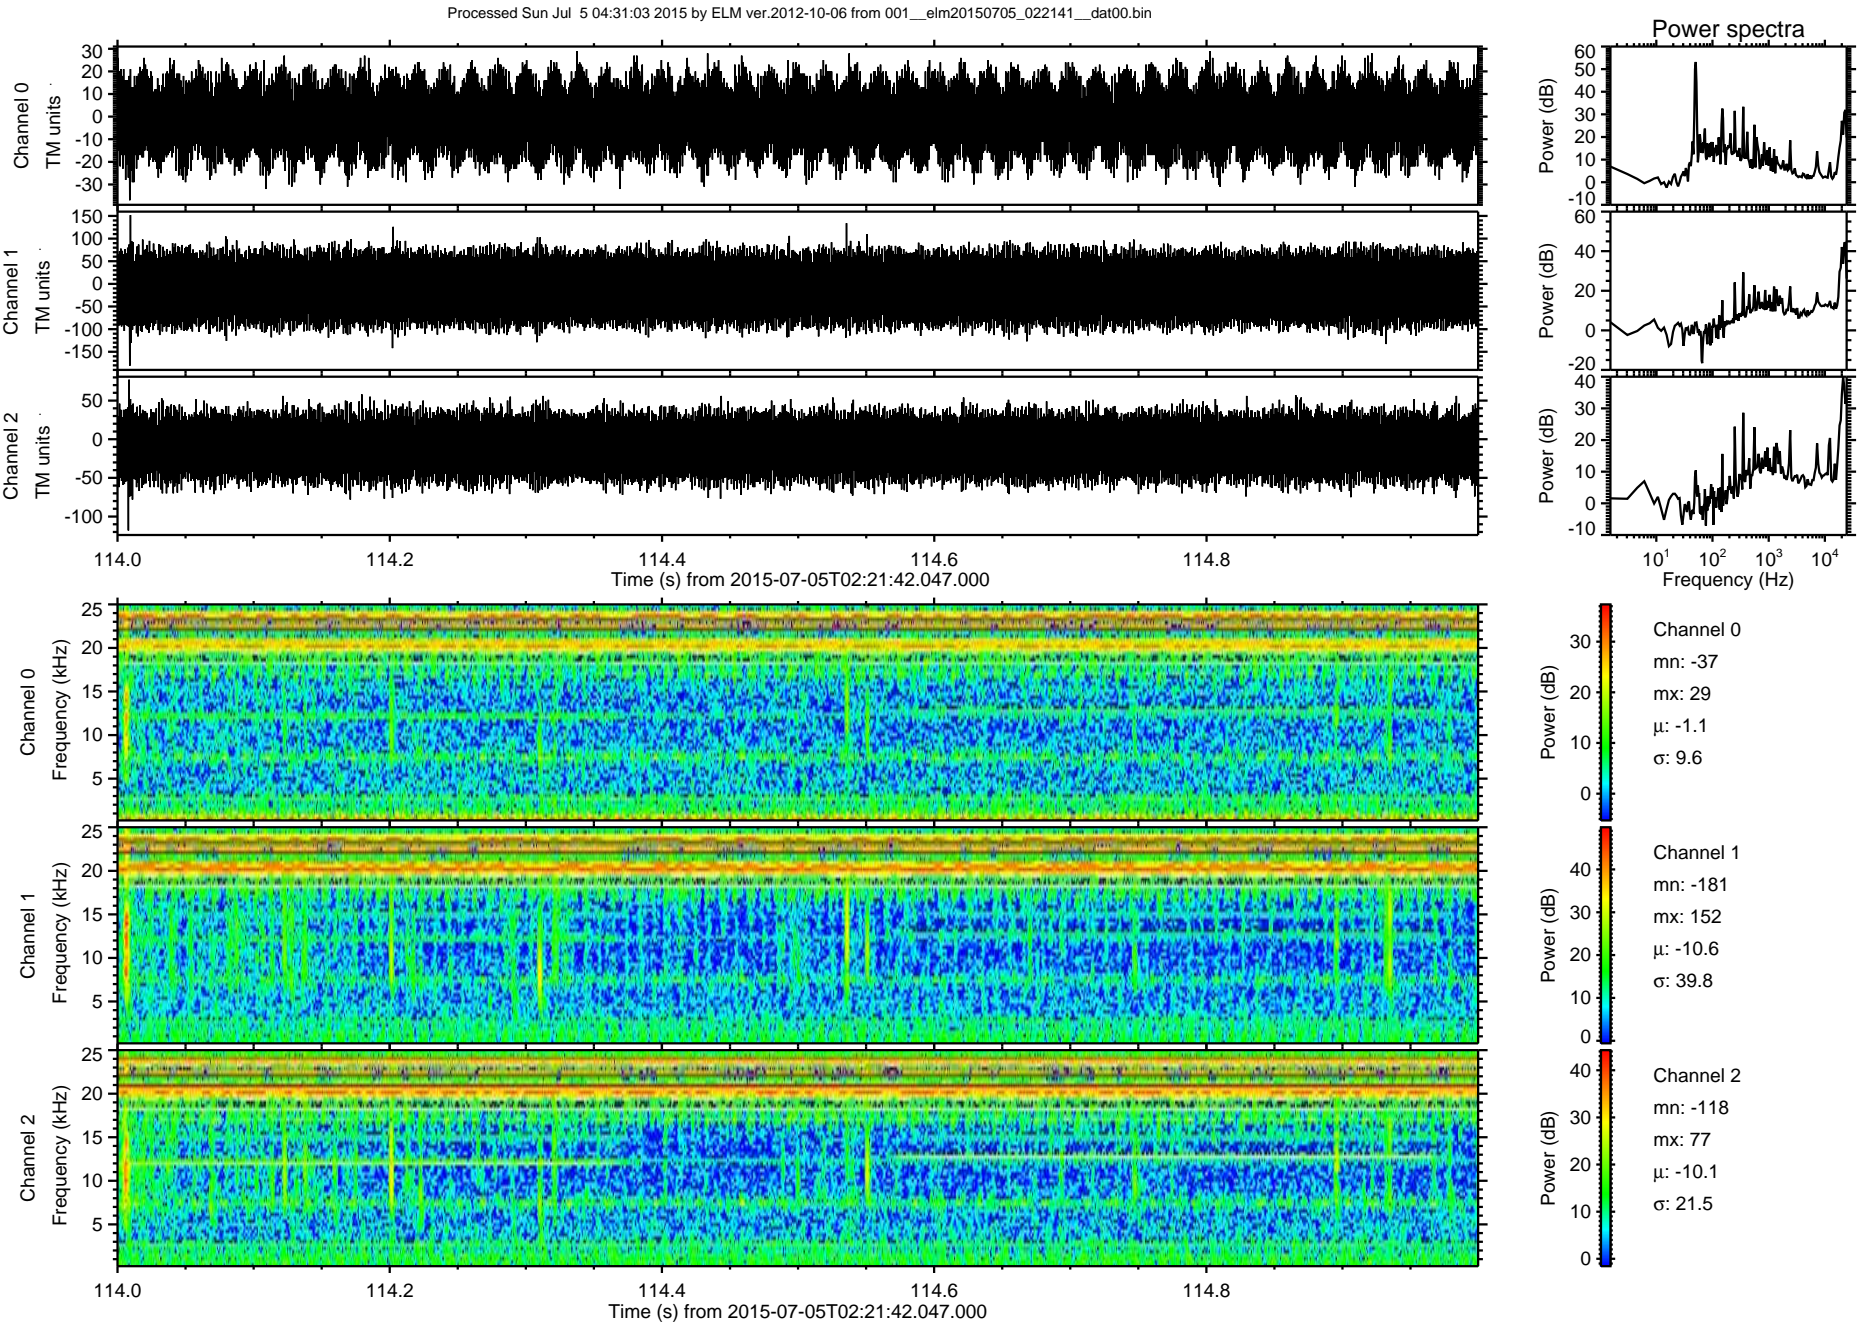 Processed Sun Jul  5 04:31:03 2015 by ELM ver.2012-10-06 from 001__elm20150705_022141__dat00.bin
Power spectra
Channel 0
TM units
30
20
10
0
-10
-20
-30
Power (dB)
60
50
40
30
20
10
0
-10
Channel 1
TM units
150
100
50
0
-50
-100
-150
Power (dB)
60
40
20
0
-20
Channel 2
TM units
50
0
-50
-100
Power (dB)
40
30
20
10
0
-10
114.0 114.2 114.4 114.6 114.8
Time (s) from 2015-07-05T02:21:42.047.000
10^1 10^2 10^3 10^4
Frequency (Hz)
Channel 0
Frequency (kHz)
25
20
15
10
5
Power (dB)
30
20
10
0
Channel 0
mn: -37
mx: 29
μ: -1.1
σ: 9.6
Channel 1
Frequency (kHz)
25
20
15
10
5
Power (dB)
40
30
20
10
0
Channel 1
mn: -181
mx: 152
μ: -10.6
σ: 39.8
Channel 2
Frequency (kHz)
25
20
15
10
5
Power (dB)
40
30
20
10
0
Channel 2
mn: -118
mx: 77
μ: -10.1
σ: 21.5
114.0 114.2 114.4 114.6 114.8
Time (s) from 2015-07-05T02:21:42.047.000